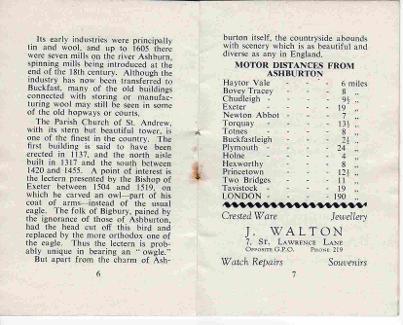 Its early industries were principally
tin and wool, and up to 1605 there
were seven mills on the river Ashburn,
spinning mills being introduced at the
end of the 18th century. Although the
industry has now been transferred to
Buckfast, many of the old buildings
connected with storing or manufac-
turing wool may still be seen in some
of the old hopways or courts.
The Parish Church of St. Andrew,
with its stern but beautiful tower, is
one of the finest in the country. The
first building is said to have been
erected in 1137, and the north aisle
built in 1317 and the south between
1420 and 1455. A point of interest is
the lectern presented by the Bishop of
Exeter between 1504 and 1519, on
which he carved an owl—part of his
coat of arms—instead of the usual
eagle. The folk of Bigbury, pained by
the ignorance of those of Ashburton,
had the head cut off this bird and
replaced by the more orthodox one of
the eagle. Thus the lectern is prob-
ably unique in bearing an "owgle."
But apart from the charm of Ash-
6
burton itself, the countryside abounds
with scenery which is as beautiful and
diverse as any in England.
MOTOR DISTANCES FROM
ASHBURTON
Haytor Vale - - - 6 miles
Bovey Tracey - - - 8 "
Chudleigh - - - - 9½ "
Exeter - - - - 19 "
Newton Abbot - - - 7 "
Torquay - - - - 13½ "
Totnes - - - - 8 "
Buckfastleigh - - - 2½ "
Plymouth - - - - 24 "
Holne - - - - 4 "
Hexworthy - - - - 8 "
Princetown - - - - 12½ "
Two Bridges - - - 11 "
Tavistock - - - - 19 "
LONDON - - - - 190 "
Crested Ware Jewellery
J. WALTON
7, ST. LAWRENCE LANE
OPPOSITE G.P.O. PHONE 219
Watch Repairs Souvenirs
7